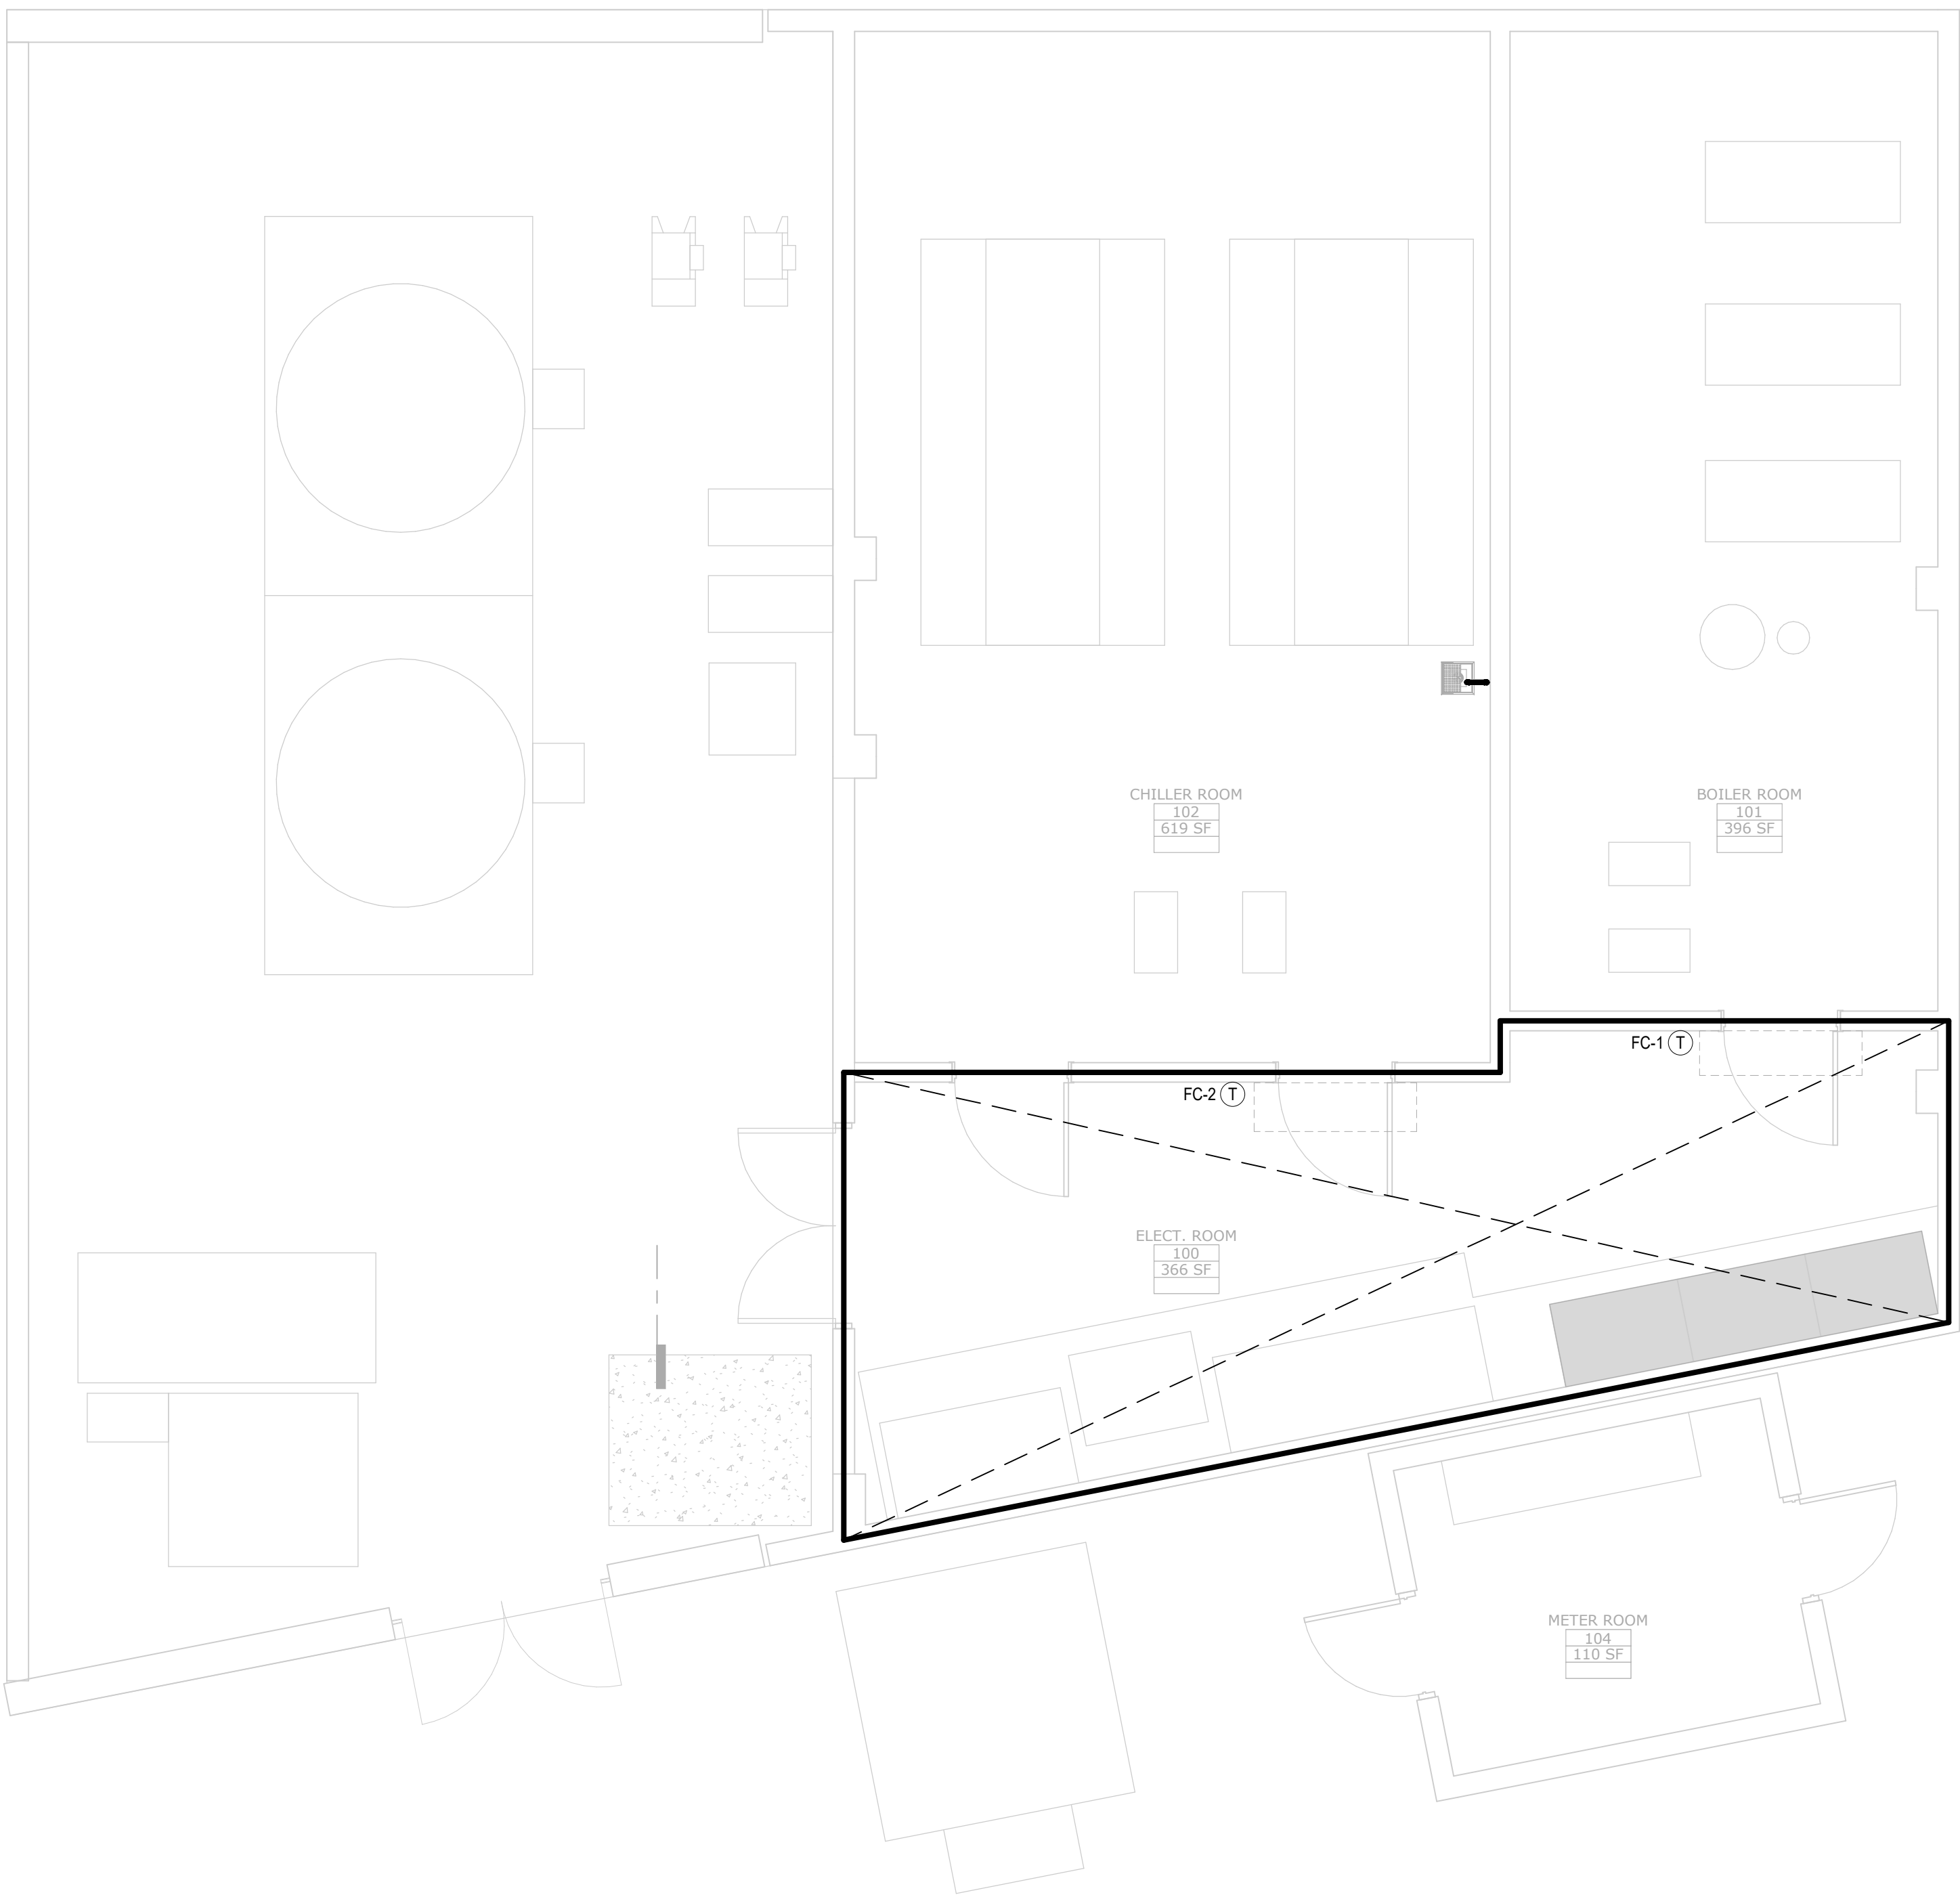 CHILLER ROOM
102
619 SF
BOILER ROOM
101
396 SF
FC-1 T
FC-2 T
ELECT. ROOM
100
366 SF
METER ROOM
104
110 SF